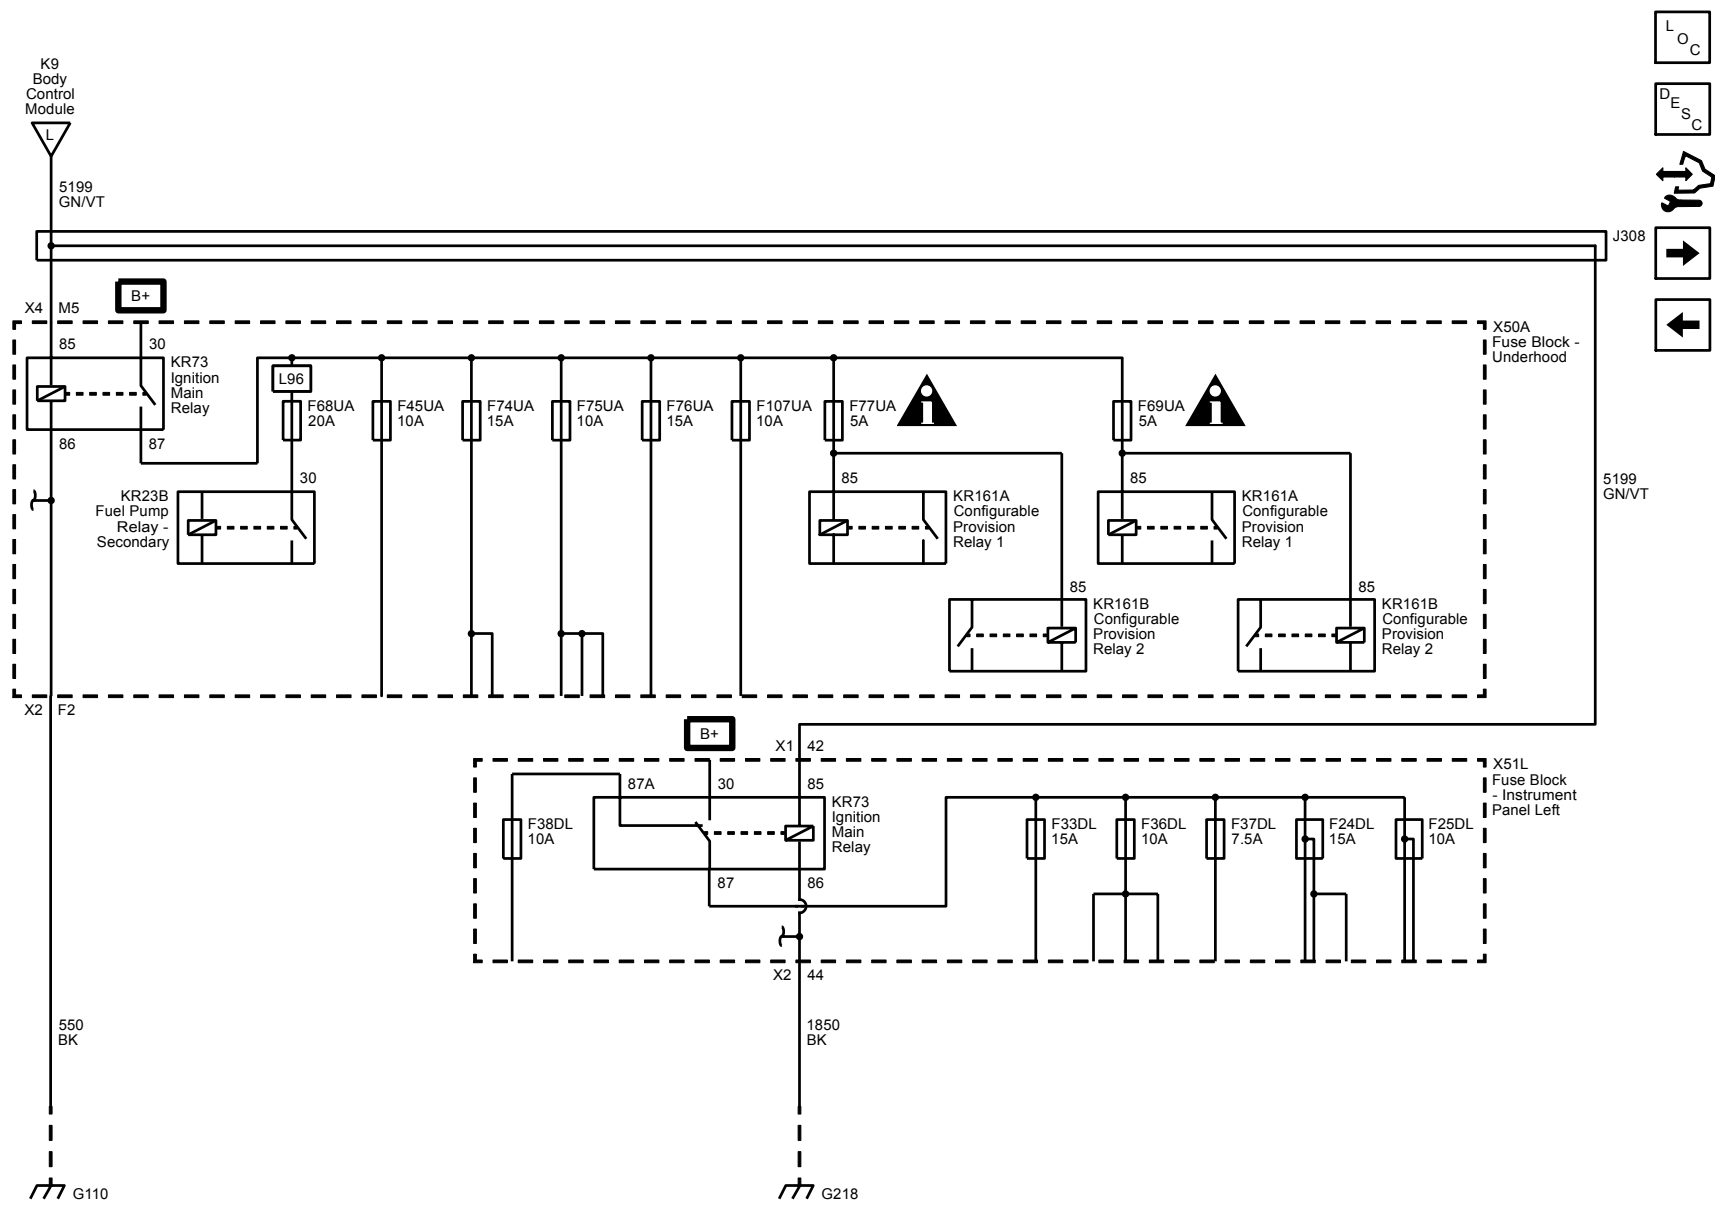 L
O
C
D
E
S
C
K9
Body
Control
Module
L
5199
GN/VT
J308
B+
X4 M5
X50A
Fuse Block -
Underhood
85 30
KR73
Ignition
Main
Relay
86 87
L96
F68UA
20A
F45UA
10A
F74UA
15A
F75UA
10A
F76UA
15A
F107UA
10A
F77UA
5A
i
F69UA
5A
i
30
KR23B
Fuel Pump
Relay -
Secondary
85
KR161A
Configurable
Provision
Relay 1
85
KR161A
Configurable
Provision
Relay 1
5199
GN/VT
85
KR161B
Configurable
Provision
Relay 2
85
KR161B
Configurable
Provision
Relay 2
X2 F2
B+
X1 42
X51L
Fuse Block
- Instrument
Panel Left
87A 30 85
KR73
Ignition
Main
Relay
87 86
F38DL
10A
F33DL
15A
F36DL
10A
F37DL
7.5A
F24DL
15A
F25DL
10A
X2 44
550
BK
1850
BK
G110
G218